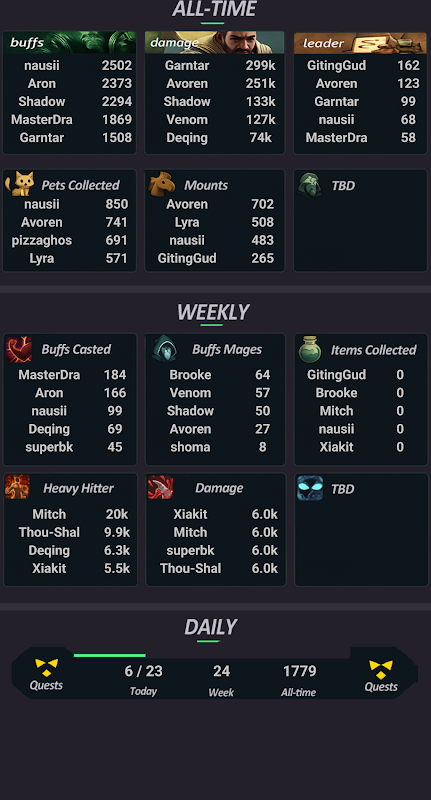 ALL-TIME
buffs
nausii 2502
Aron 2373
Shadow 2294
MasterDra 1869
Garntar 1508
damage
Garntar 299k
Avoren 251k
Shadow 133k
Venom 127k
Deqing 74k
leader
GitingGud 162
Avoren 123
Garntar 99
nausii 68
MasterDra 58
Pets Collected
nausii 850
Avoren 741
pizzaghos 691
Lyra 571
Mounts
Avoren 702
Lyra 508
nausii 483
GitingGud 265
TBD
WEEKLY
Buffs Casted
MasterDra 184
Aron 166
nausii 99
Deqing 69
superbk 45
Buffs Mages
Brooke 64
Venom 57
Shadow 50
Avoren 27
shoma 8
Items Collected
GitingGud 0
Brooke 0
Mitch 0
nausii 0
Xiakit 0
Heavy Hitter
Mitch 20k
Thou-Shal 9.9k
Deqing 6.3k
Xiakit 5.5k
Damage
Xiakit 6.0k
Mitch 6.0k
superbk 6.0k
Thou-Shal 6.0k
TBD
DAILY
Quests
6 / 23
Today
24
Week
1779
All-time
Quests